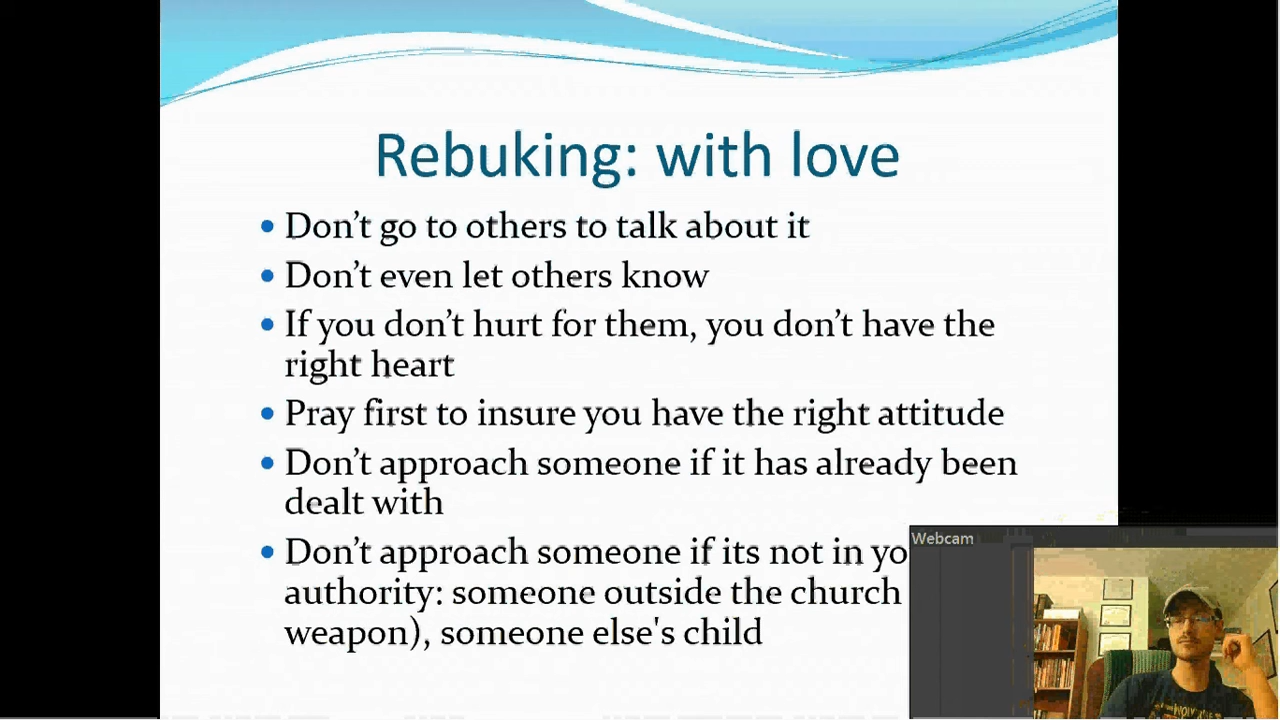 Rebuking: with love
• Don't go to others to talk about it
• Don't even let others know
• If you don't hurt for them, you don't have the
right heart
• Pray first to insure you have the right attitude
• Don't approach someone if it has already been
dealt with
• Don't approach someone if its not in yo
authority: someone outside the church
weapon), someone else's child
Webcam